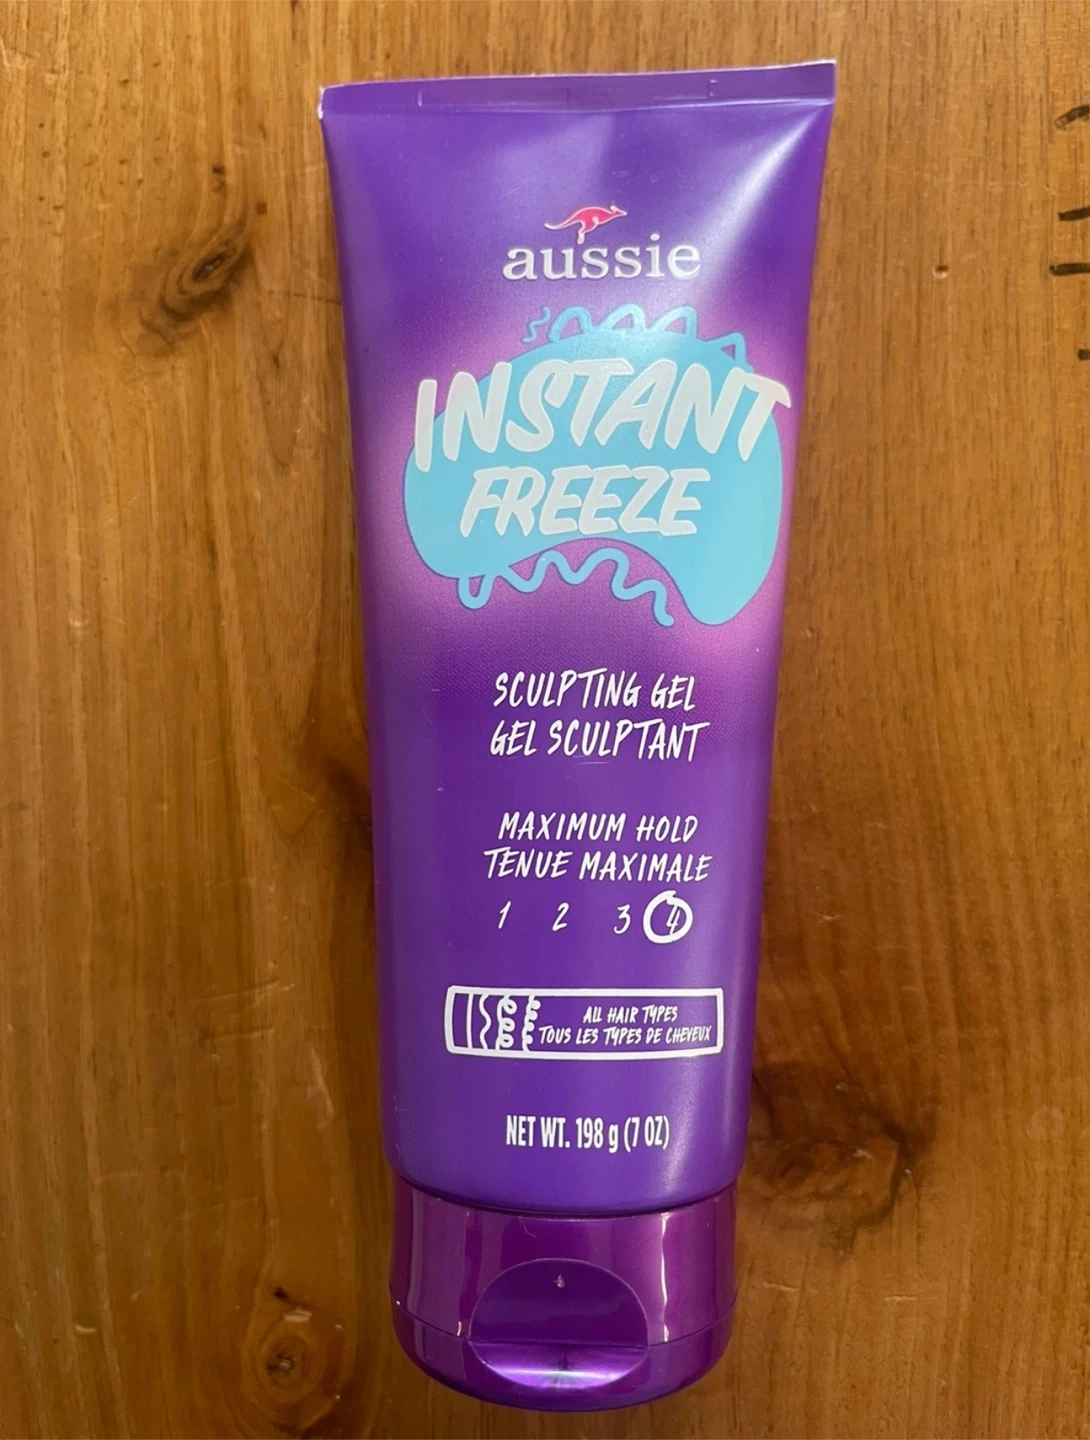 aussie
INSTANT
FREEZE
SCULPTING GEL
GEL SCULPTANT
MAXIMUM HOLD
TENUE MAXIMALE
1 2 3 4
ALL HAIR TYPES
TOUS LES TYPES DE CHEVEUX
NET WT. 198 g (7 OZ)